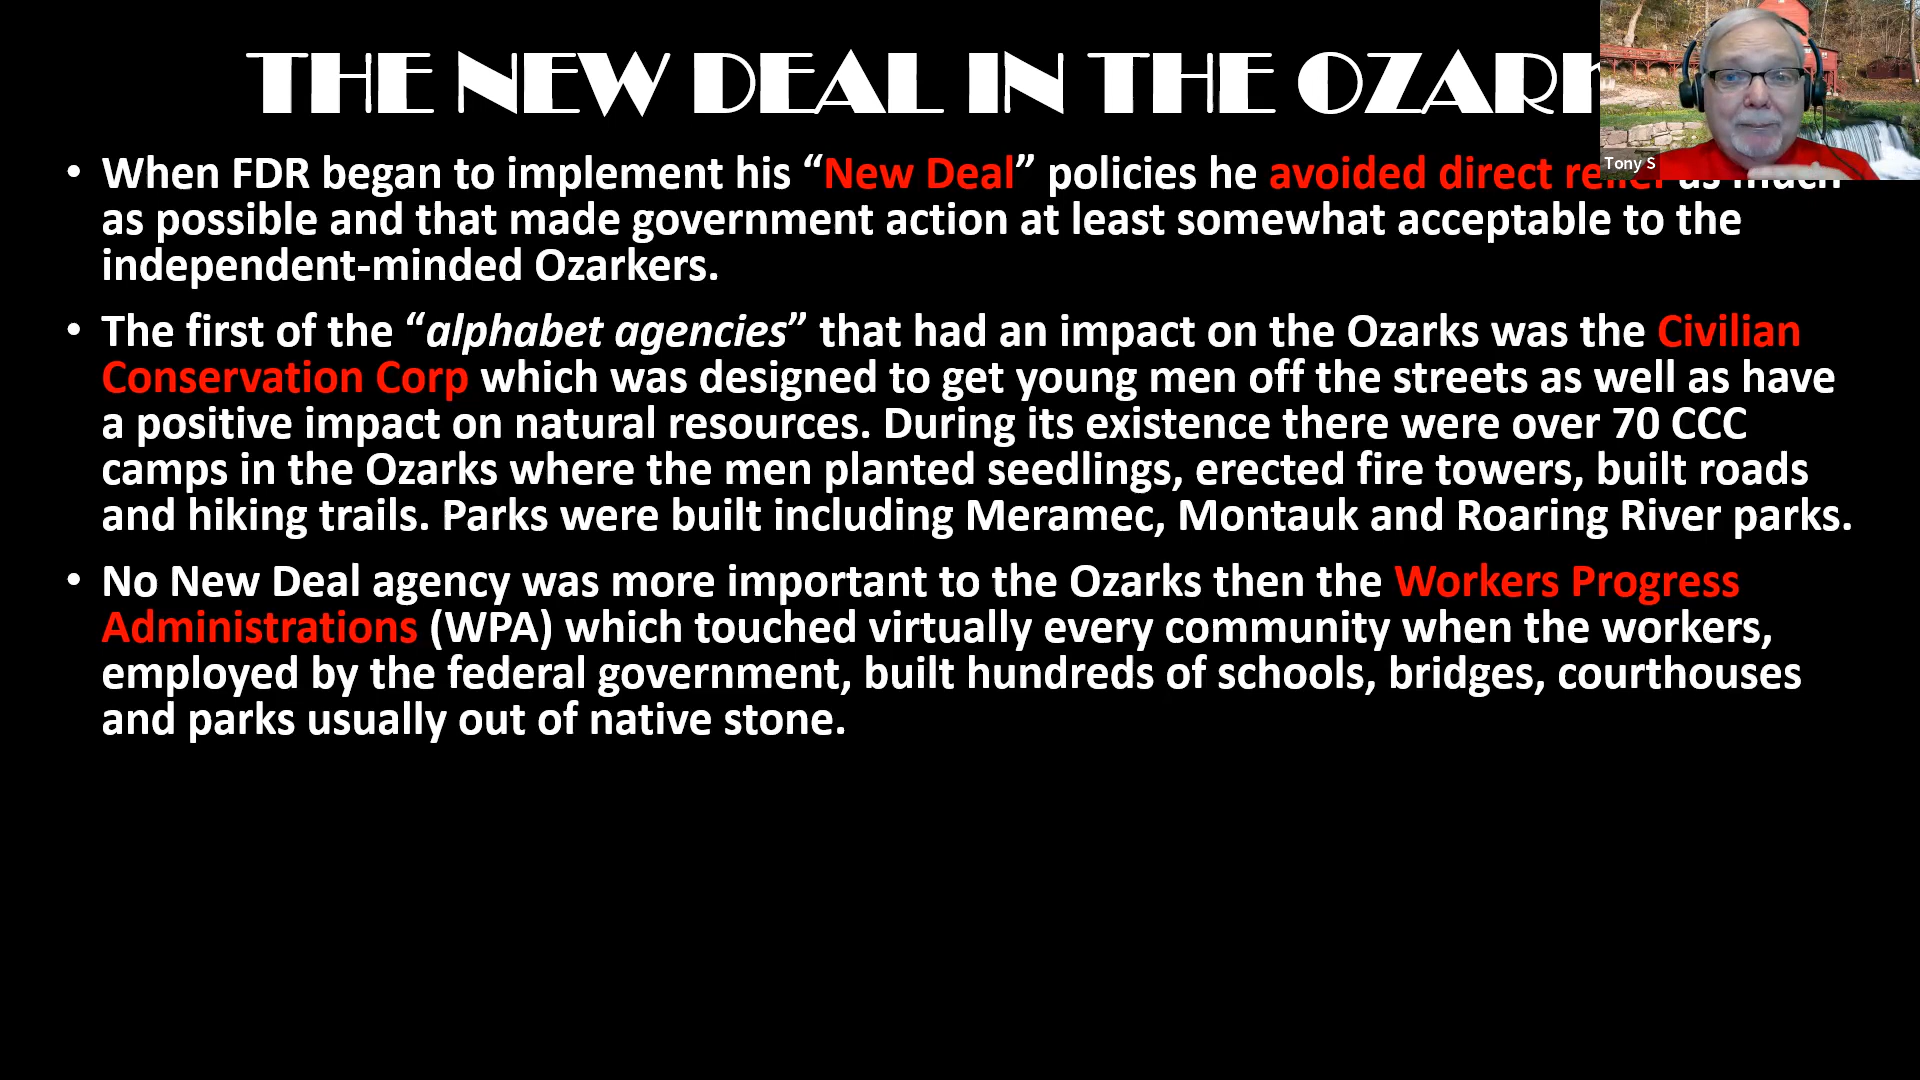 THE NEW DEAL IN THE OZARK
Tony S
• When FDR began to implement his “New Deal” policies he avoided direct relief as much
as possible and that made government action at least somewhat acceptable to the
independent-minded Ozarkers.
• The first of the “alphabet agencies” that had an impact on the Ozarks was the Civilian
Conservation Corp which was designed to get young men off the streets as well as have
a positive impact on natural resources. During its existence there were over 70 CCC
camps in the Ozarks where the men planted seedlings, erected fire towers, built roads
and hiking trails. Parks were built including Meramec, Montauk and Roaring River parks.
• No New Deal agency was more important to the Ozarks then the Workers Progress
Administrations (WPA) which touched virtually every community when the workers,
employed by the federal government, built hundreds of schools, bridges, courthouses
and parks usually out of native stone.